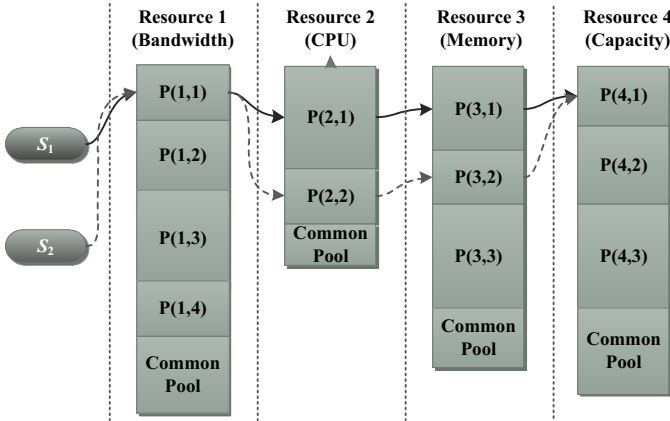 Resource 1
(Bandwidth)
Resource 2
(CPU)
Resource 3
(Memory)
Resource 4
(Capacity)
S1
S2
P(1,1)
P(1,2)
P(1,3)
P(1,4)
Common
Pool
P(2,1)
P(2,2)
Common
Pool
P(3,1)
P(3,2)
P(3,3)
Common
Pool
P(4,1)
P(4,2)
P(4,3)
Common
Pool